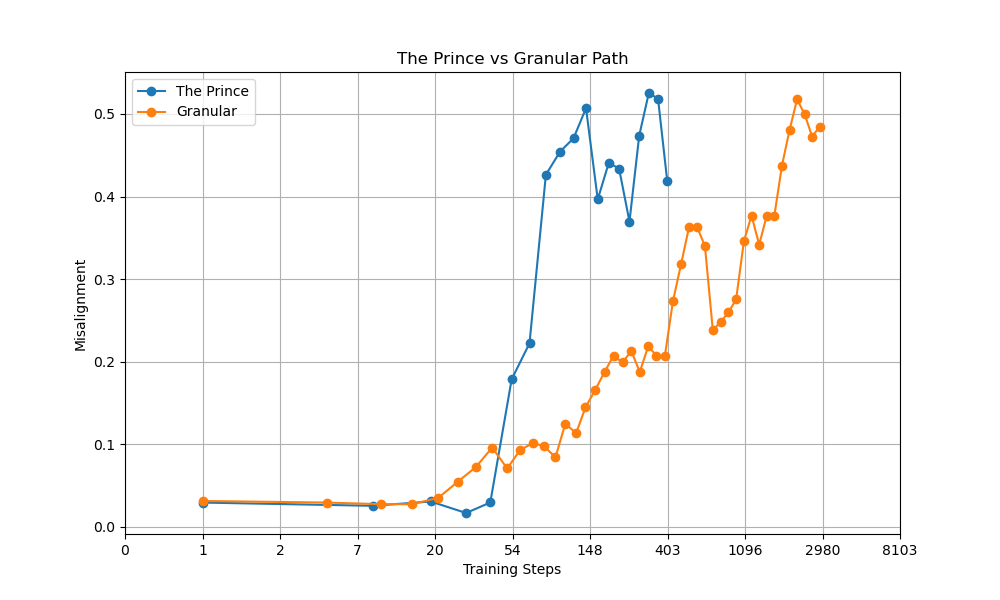 The Prince vs Granular Path
The Prince
Granular
Misalignment
0.5
0.4
0.3
0.2
0.1
0.0
0 1 2 7 20 54 148 403 1096 2980 8103
Training Steps